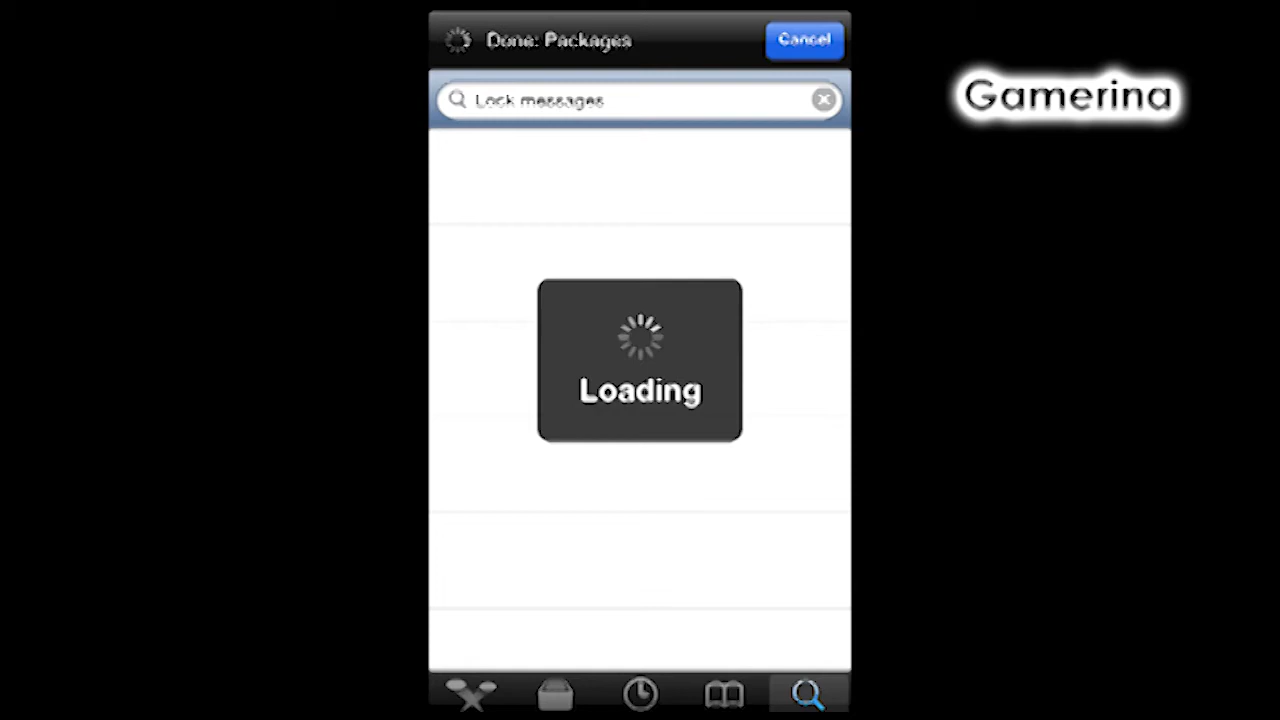 Done: Packages
Cancel
Lock messages
Gamerina
Loading